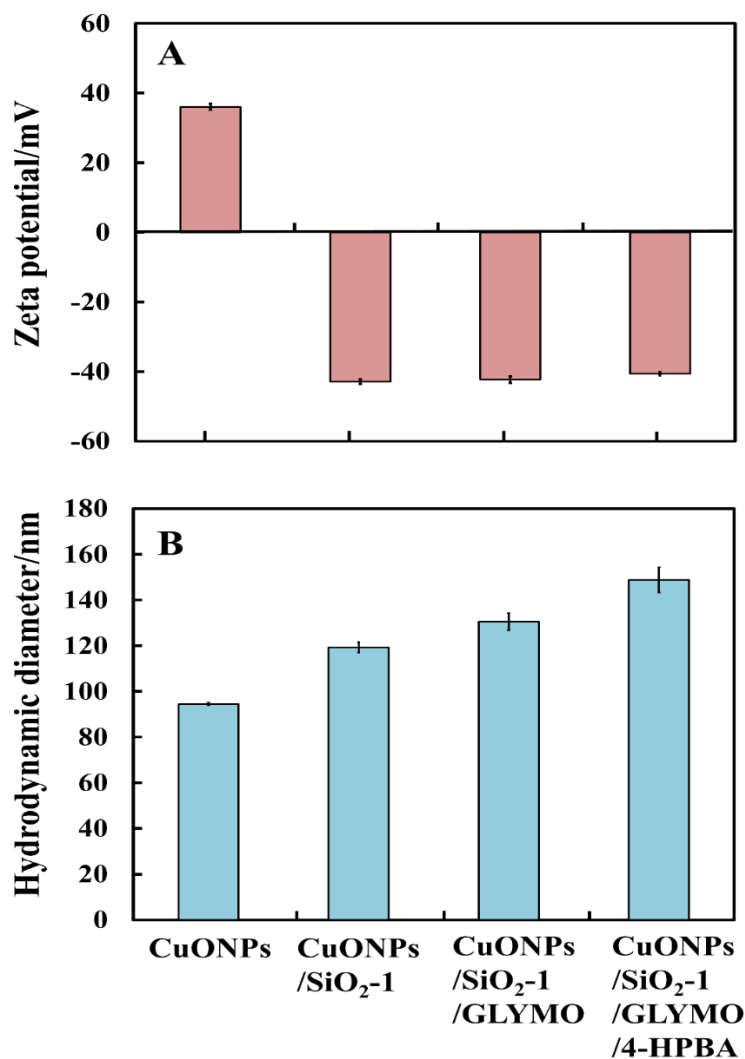 A
Zeta potential/mV
60
40
20
0
-20
-40
-60
B
Hydrodynamic diameter/nm
180
160
140
120
100
80
60
40
20
0
CuONPs
CuONPs
/SiO₂-1
CuONPs
/SiO₂-1
/GLYMO
CuONPs
/SiO₂-1
/GLYMO
/4-HPBA